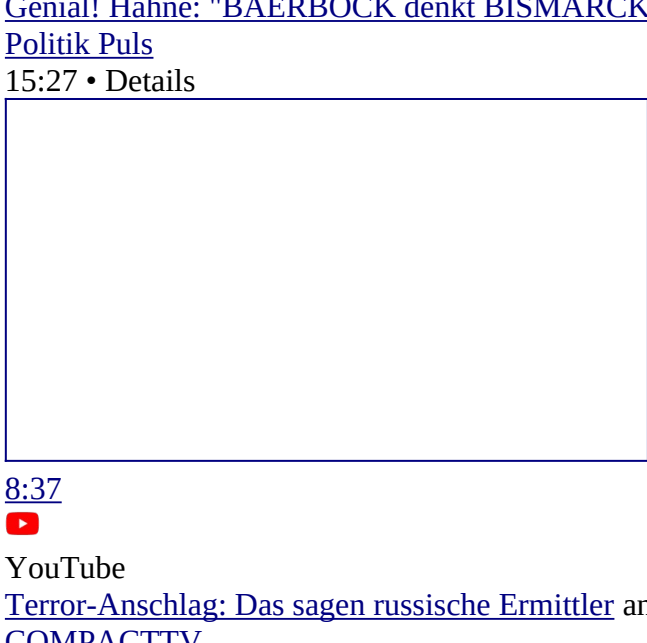 Genial! Hahne: "BAERBOCK denkt BISMARCK
Politik Puls
15:27 • Details
8:37
YouTube
Terror-Anschlag: Das sagen russische Ermittler an
COMPACTTV